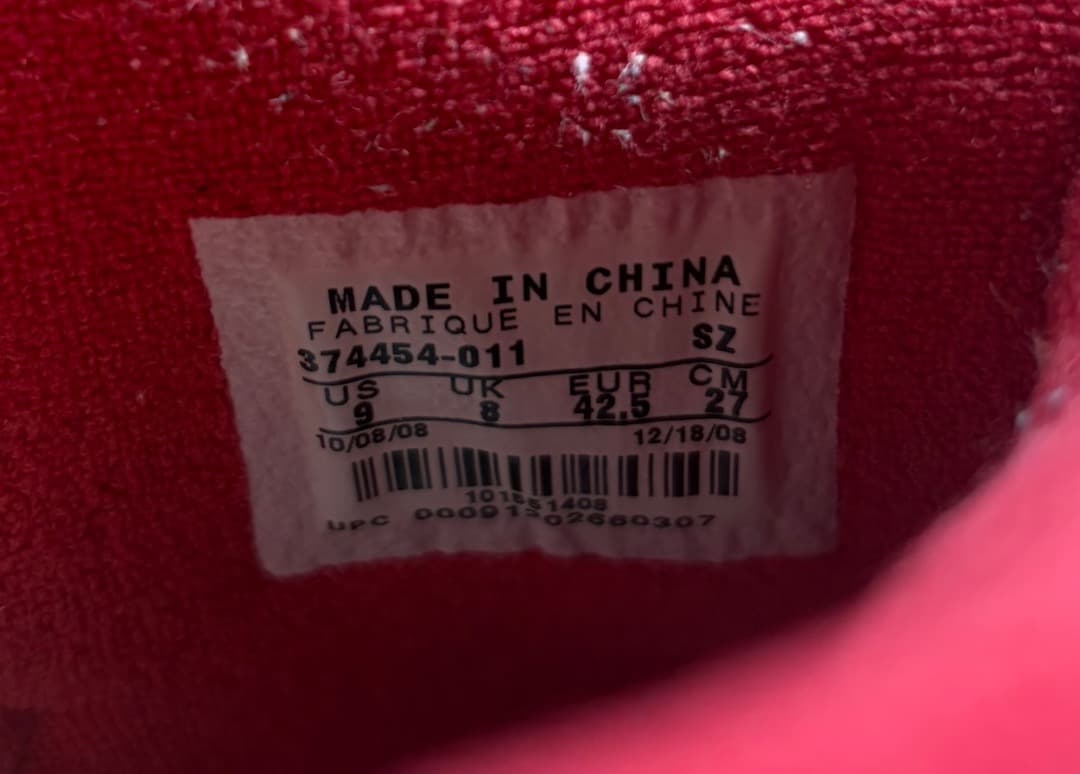 MADE IN CHINA
FABRIQUE EN CHINE
374454-011 SZ
US UK EUR CM
9 8 42.5 27
10/08/08 12/18/08
UPC